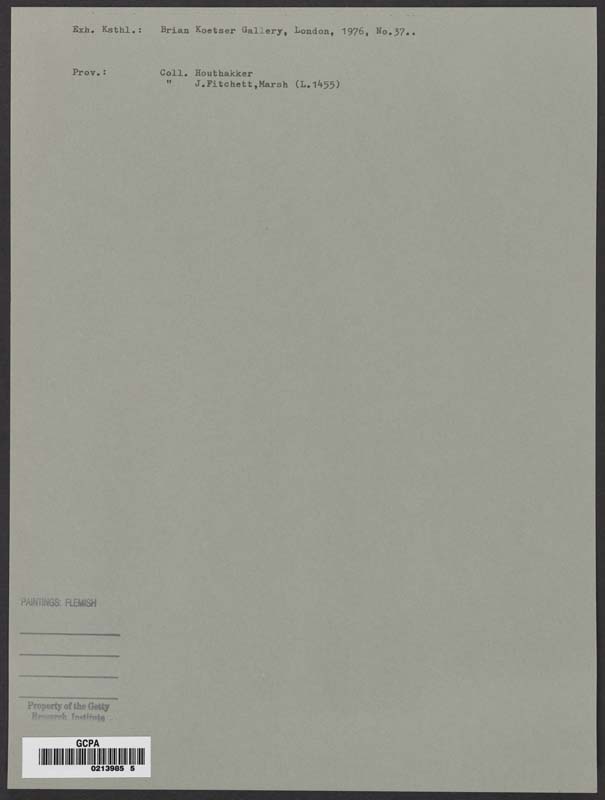 Exh. Ksthl.: Brian Koetser Gallery, London, 1976, No.37..
Prov.: Coll. Houthakker
" J.Fitchett,Marsh (L.1455)
PAINTINGS: FLEMISH
Property of the Getty
Research Institute
GCPA
0213985 5